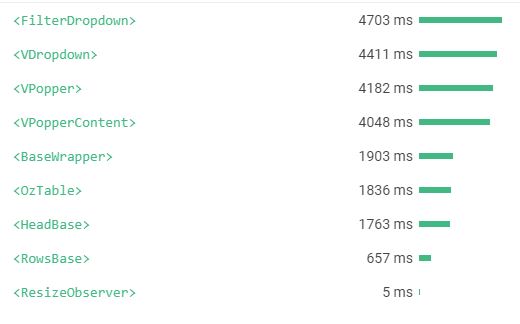 <FilterDropdown> 4703 ms
<VDropdown> 4411 ms
<VPopper> 4182 ms
<VPopperContent> 4048 ms
<BaseWrapper> 1903 ms
<OzTable> 1836 ms
<HeadBase> 1763 ms
<RowsBase> 657 ms
<ResizeObserver> 5 ms